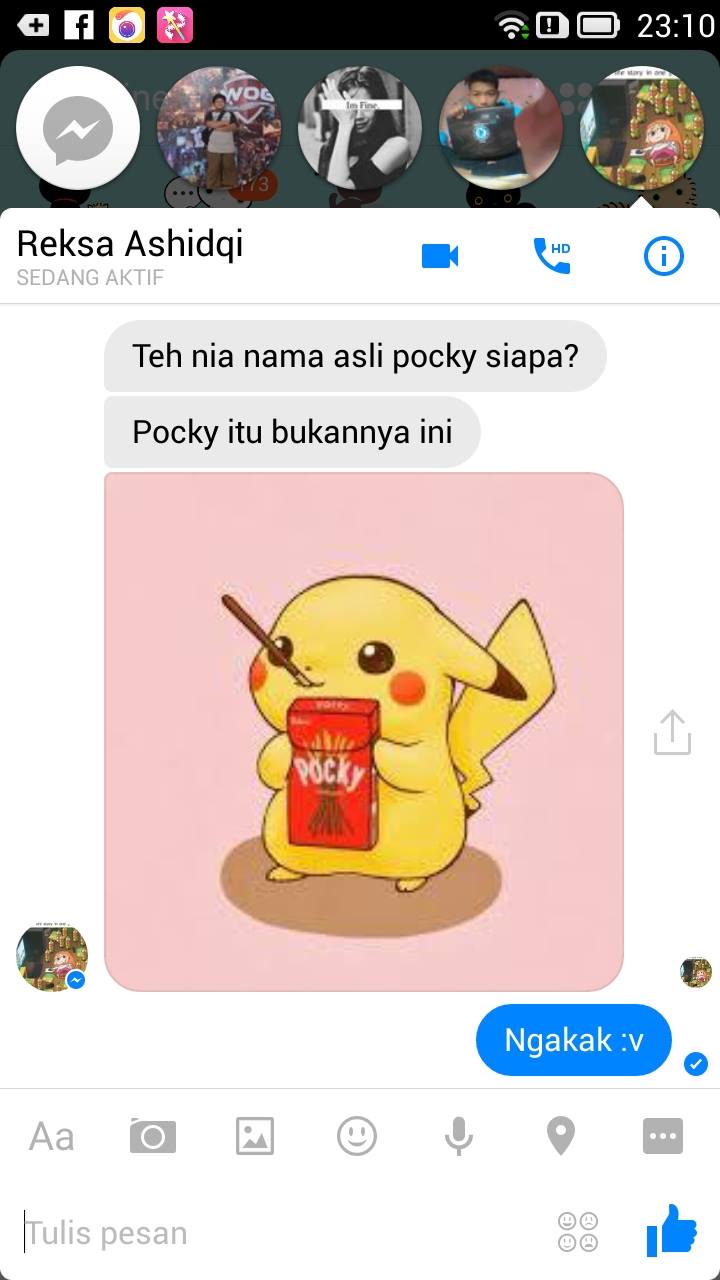 23:10
WOG
Im Fine.
173
Reksa Ashidqi
SEDANG AKTIF
HD
Teh nia nama asli pocky siapa?
Pocky itu bukannya ini
POCKY
Ngakak :v
Aa
Tulis pesan